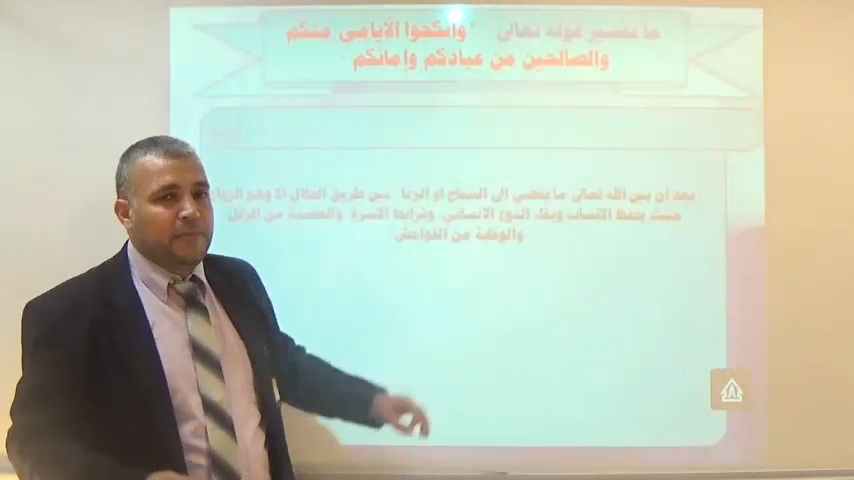 ما تفسير قوله تعالى " وأنكحوا الأيامى منكم
والصالحين من عبادكم وإمائكم "
بعد ان بين الله تعالى ما يفضي الى السفاح او الزنا بين طريق الحلال الا وهو الزواج
حيث يحفظ الانساب وبقاء النوع الانساني وترابط الاسرة والعصمة من الزلل
والوقاية من الفواحش